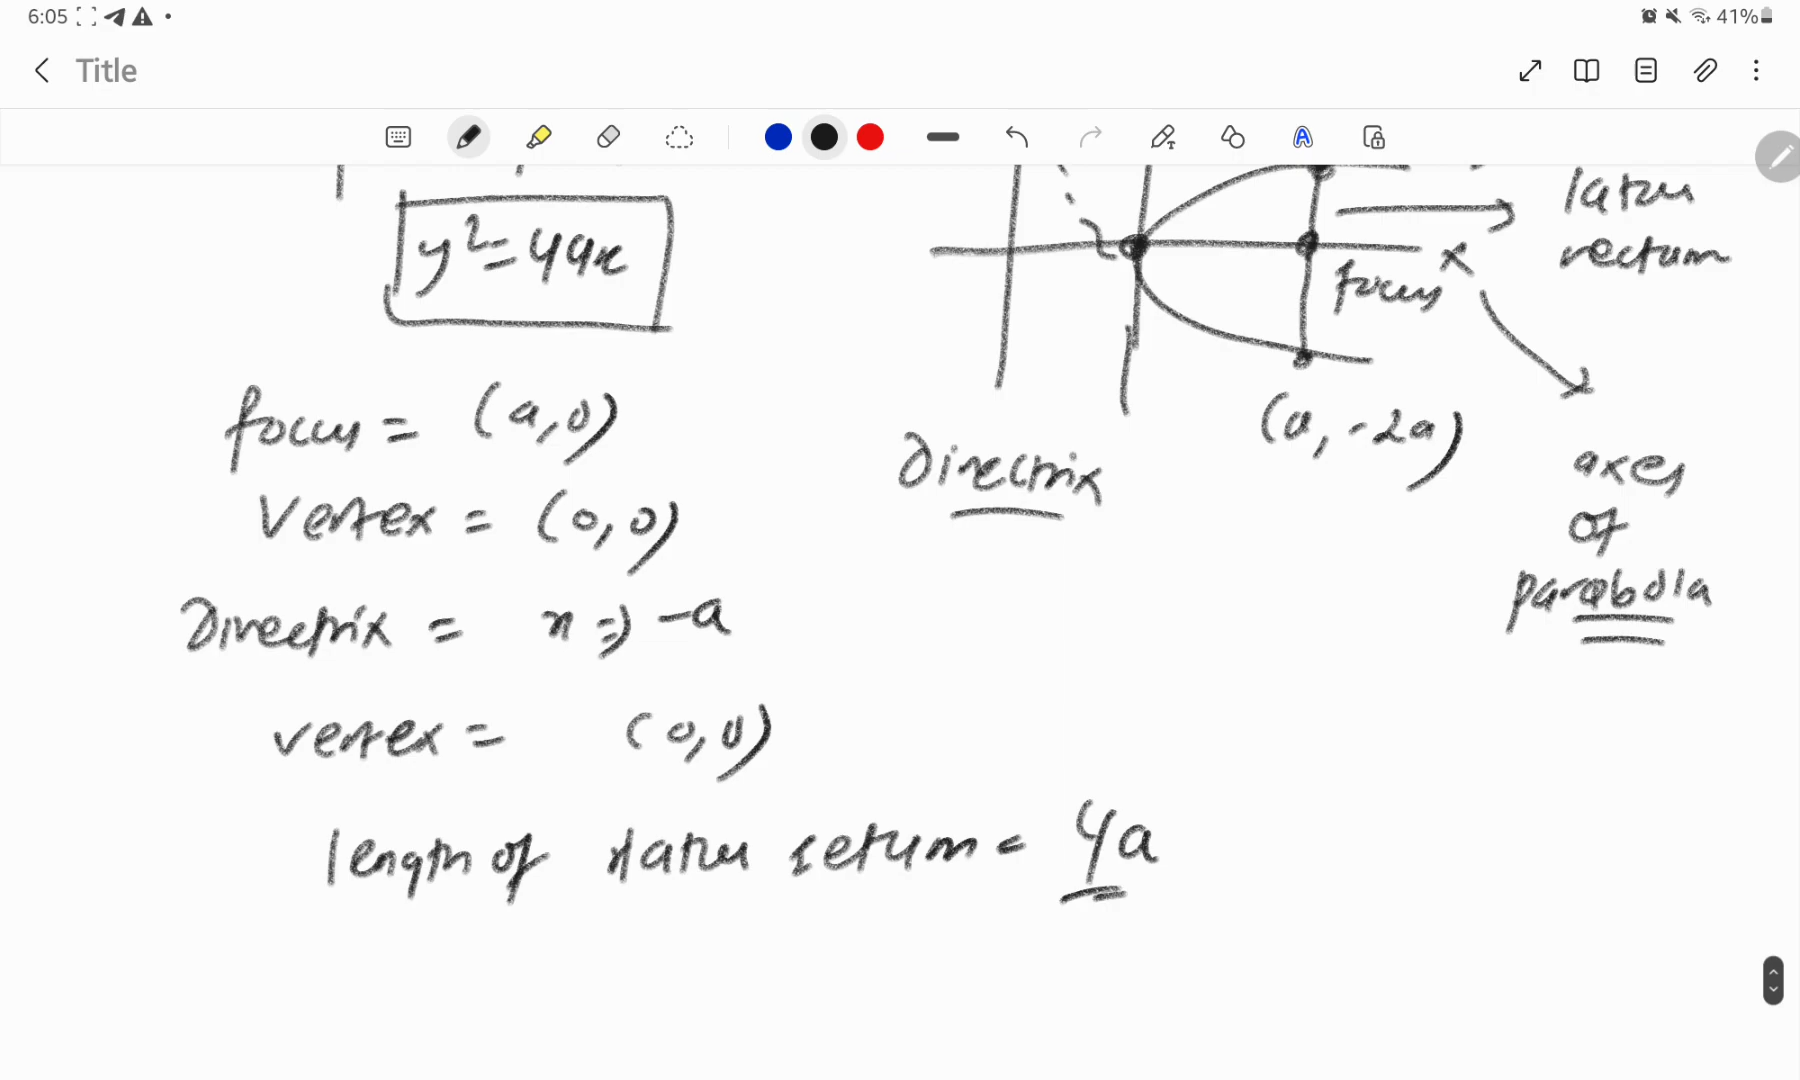 6:05
41%
Title
y²=4ax
latus
rectum
x
focus
(a, -2a)
Directrix
axes
of
parabola
focus = (a,0)
Vertex = (0,0)
Directrix = x => -a
vertex = (0,0)
length of latus rectum = 4a